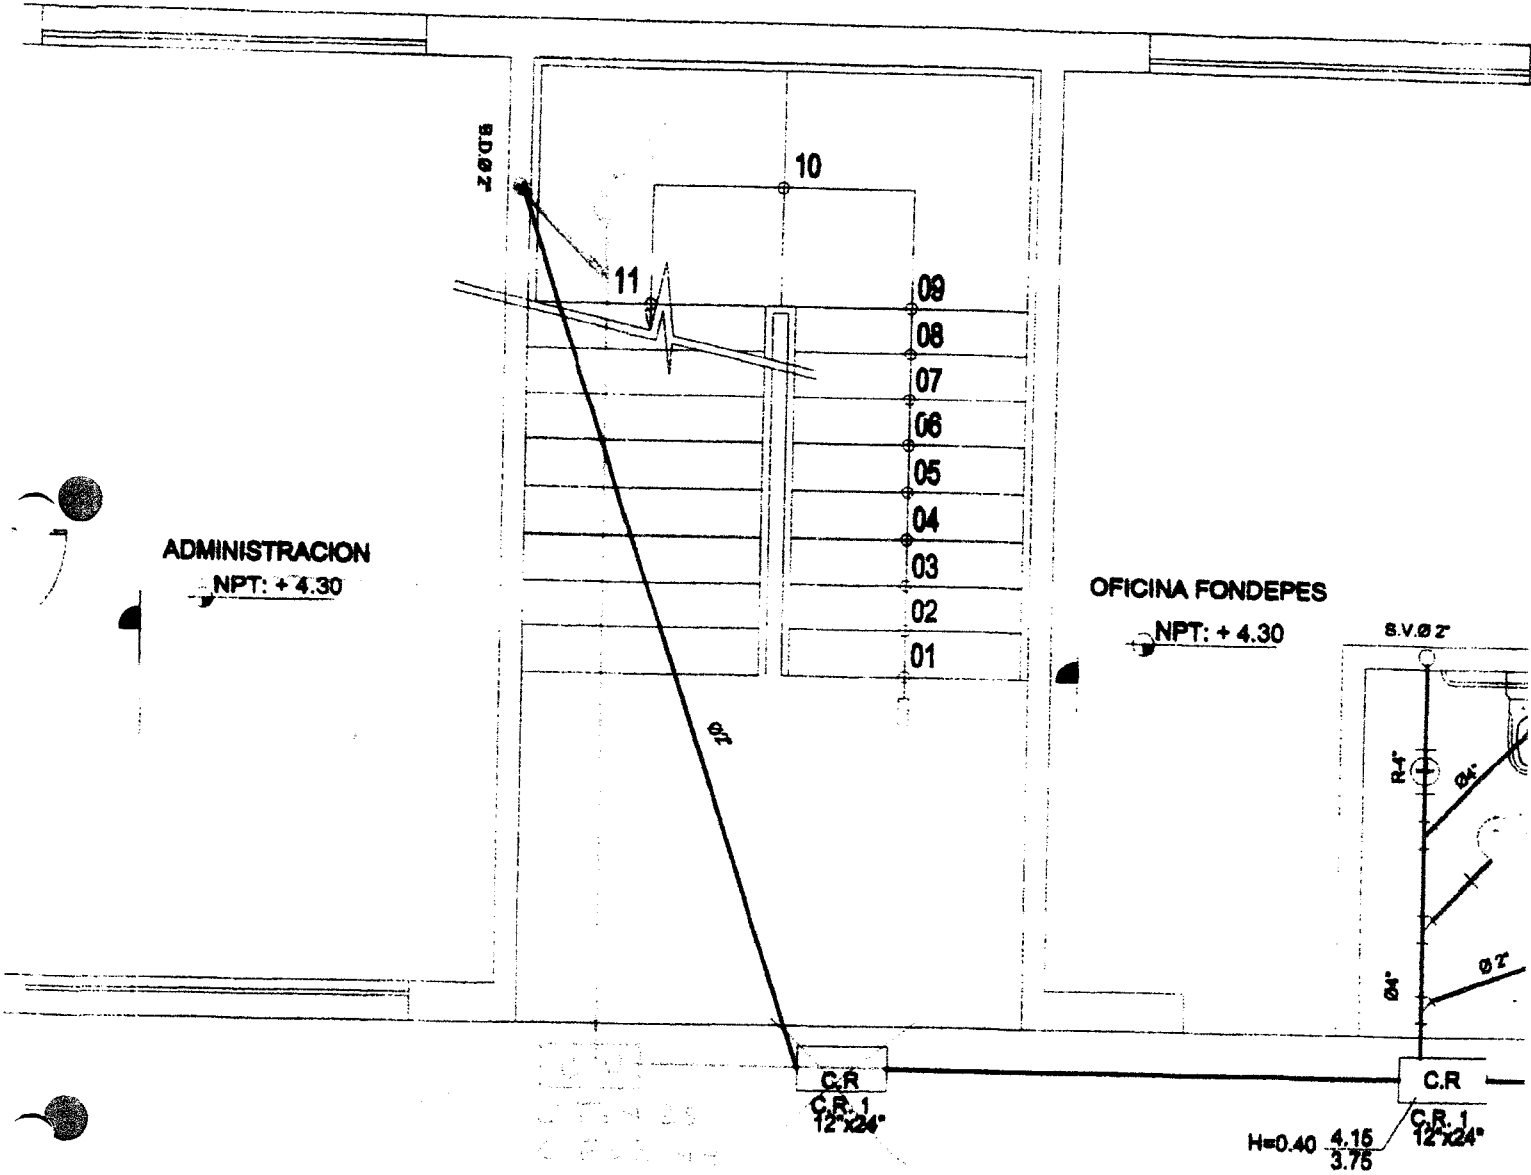 S.D.Ø 2"
10
11
09
08
07
06
05
04
03
02
01
ADMINISTRACION
NPT: + 4.30
OFICINA FONDEPES
NPT: + 4.30
S.V.Ø 2"
R-4"
Ø4"
Ø2"
Ø 2"
Ø4"
C.R
C.R. 1
12"x24"
C.R
C.R. 1
12"x24"
H=0.40
4.15
3.75